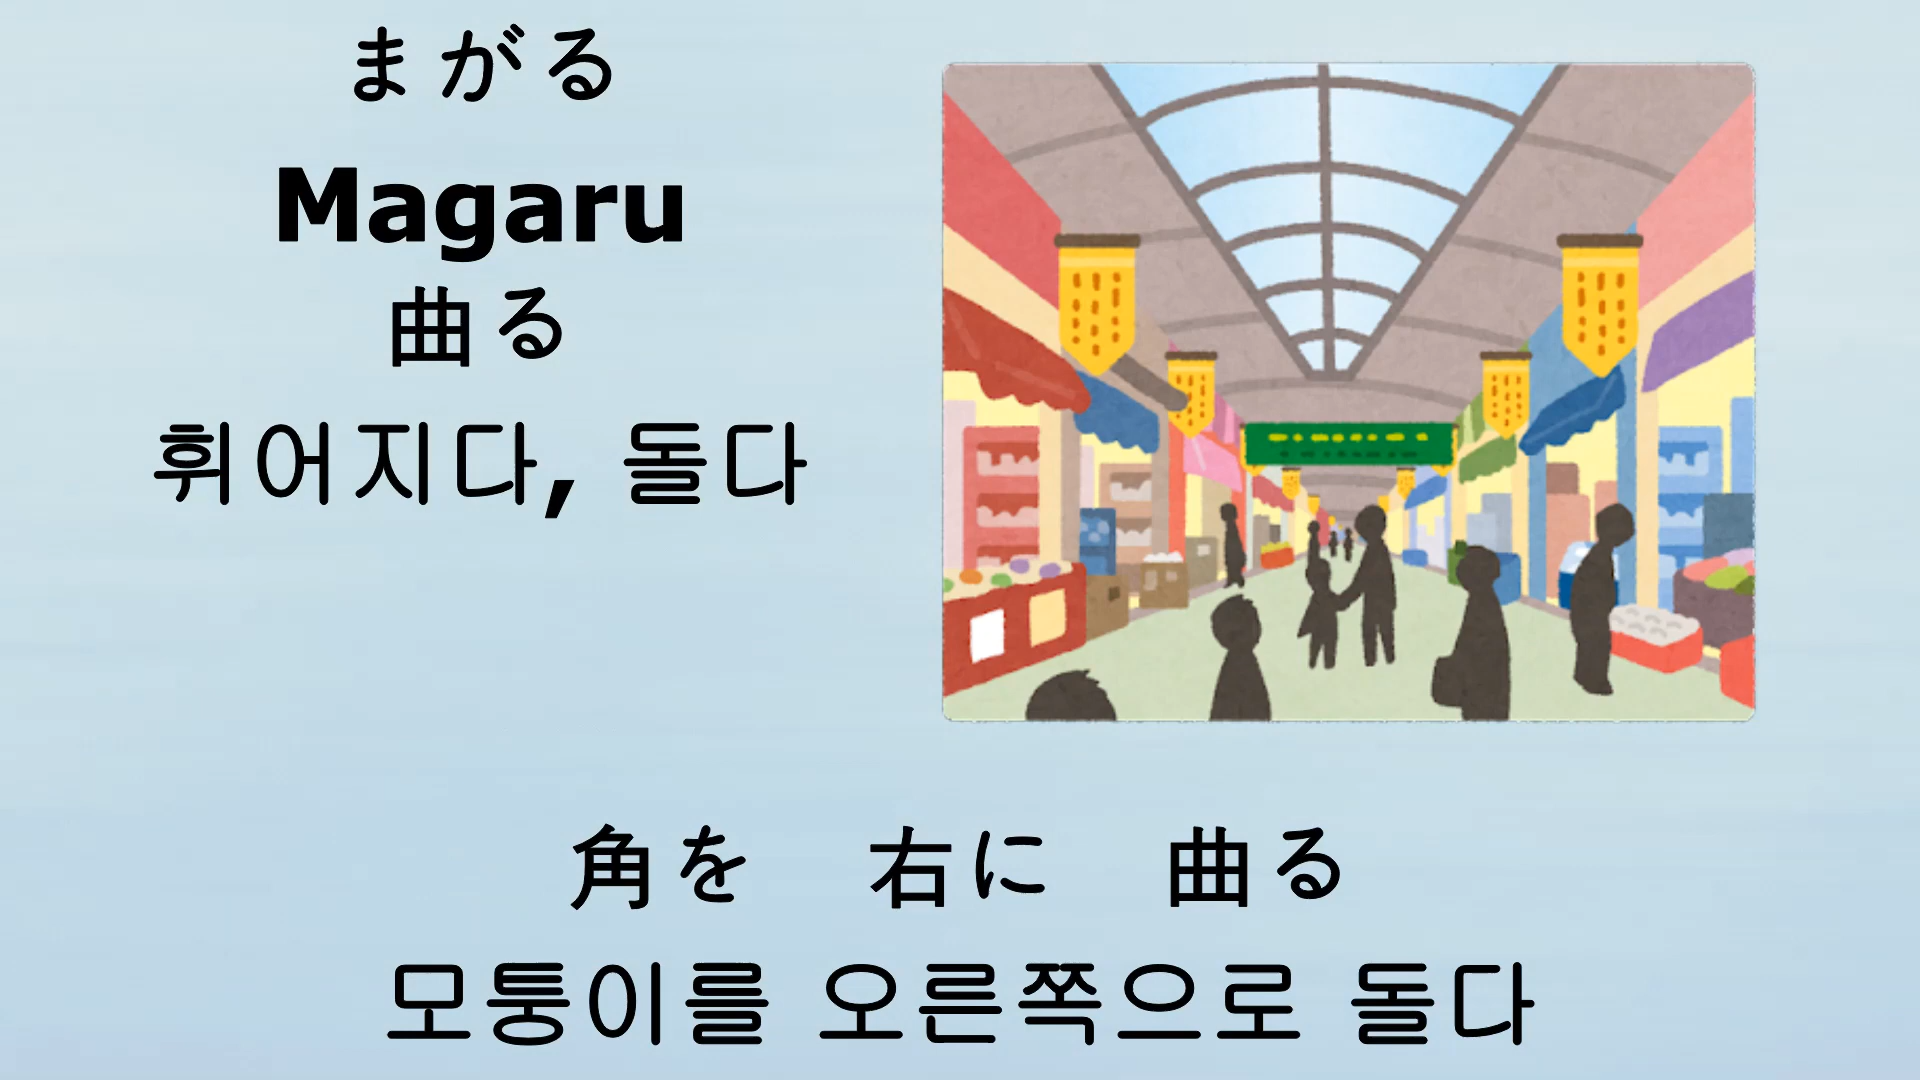 まがる
Magaru
曲る
휘어지다, 돌다
角を　右に　曲る
모퉁이를 오른쪽으로 돌다